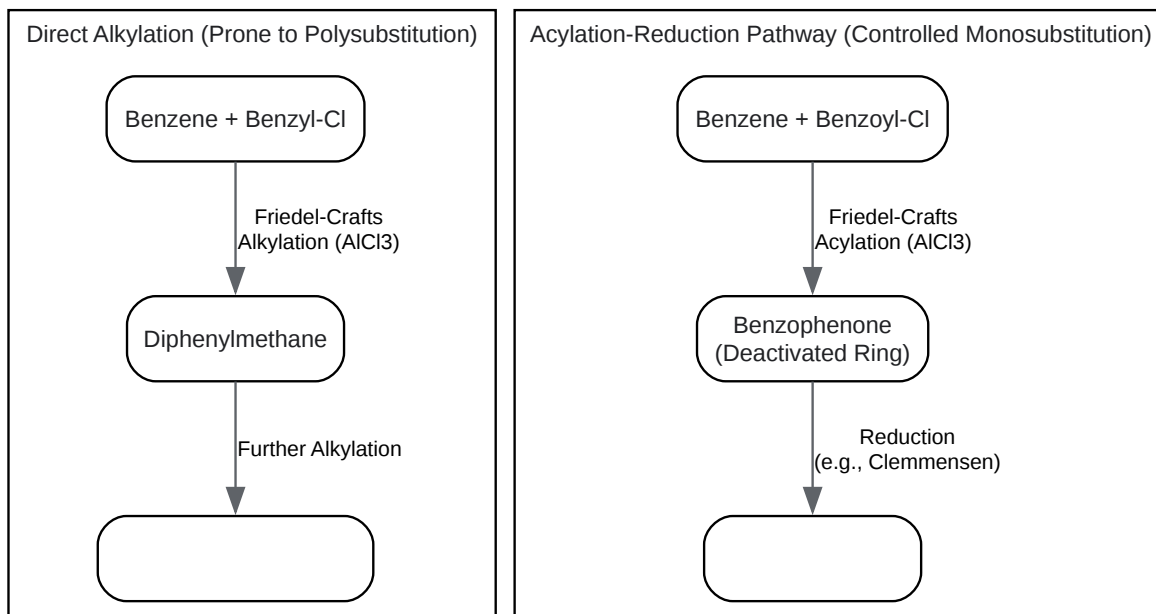 Direct Alkylation (Prone to Polysubstitution)
Benzene + Benzyl-Cl
Friedel-Crafts
Alkylation (AlCl3)
Diphenylmethane
Further Alkylation
Acylation-Reduction Pathway (Controlled Monosubstitution)
Benzene + Benzoyl-Cl
Friedel-Crafts
Acylation (AlCl3)
Benzophenone
(Deactivated Ring)
Reduction
(e.g., Clemmensen)